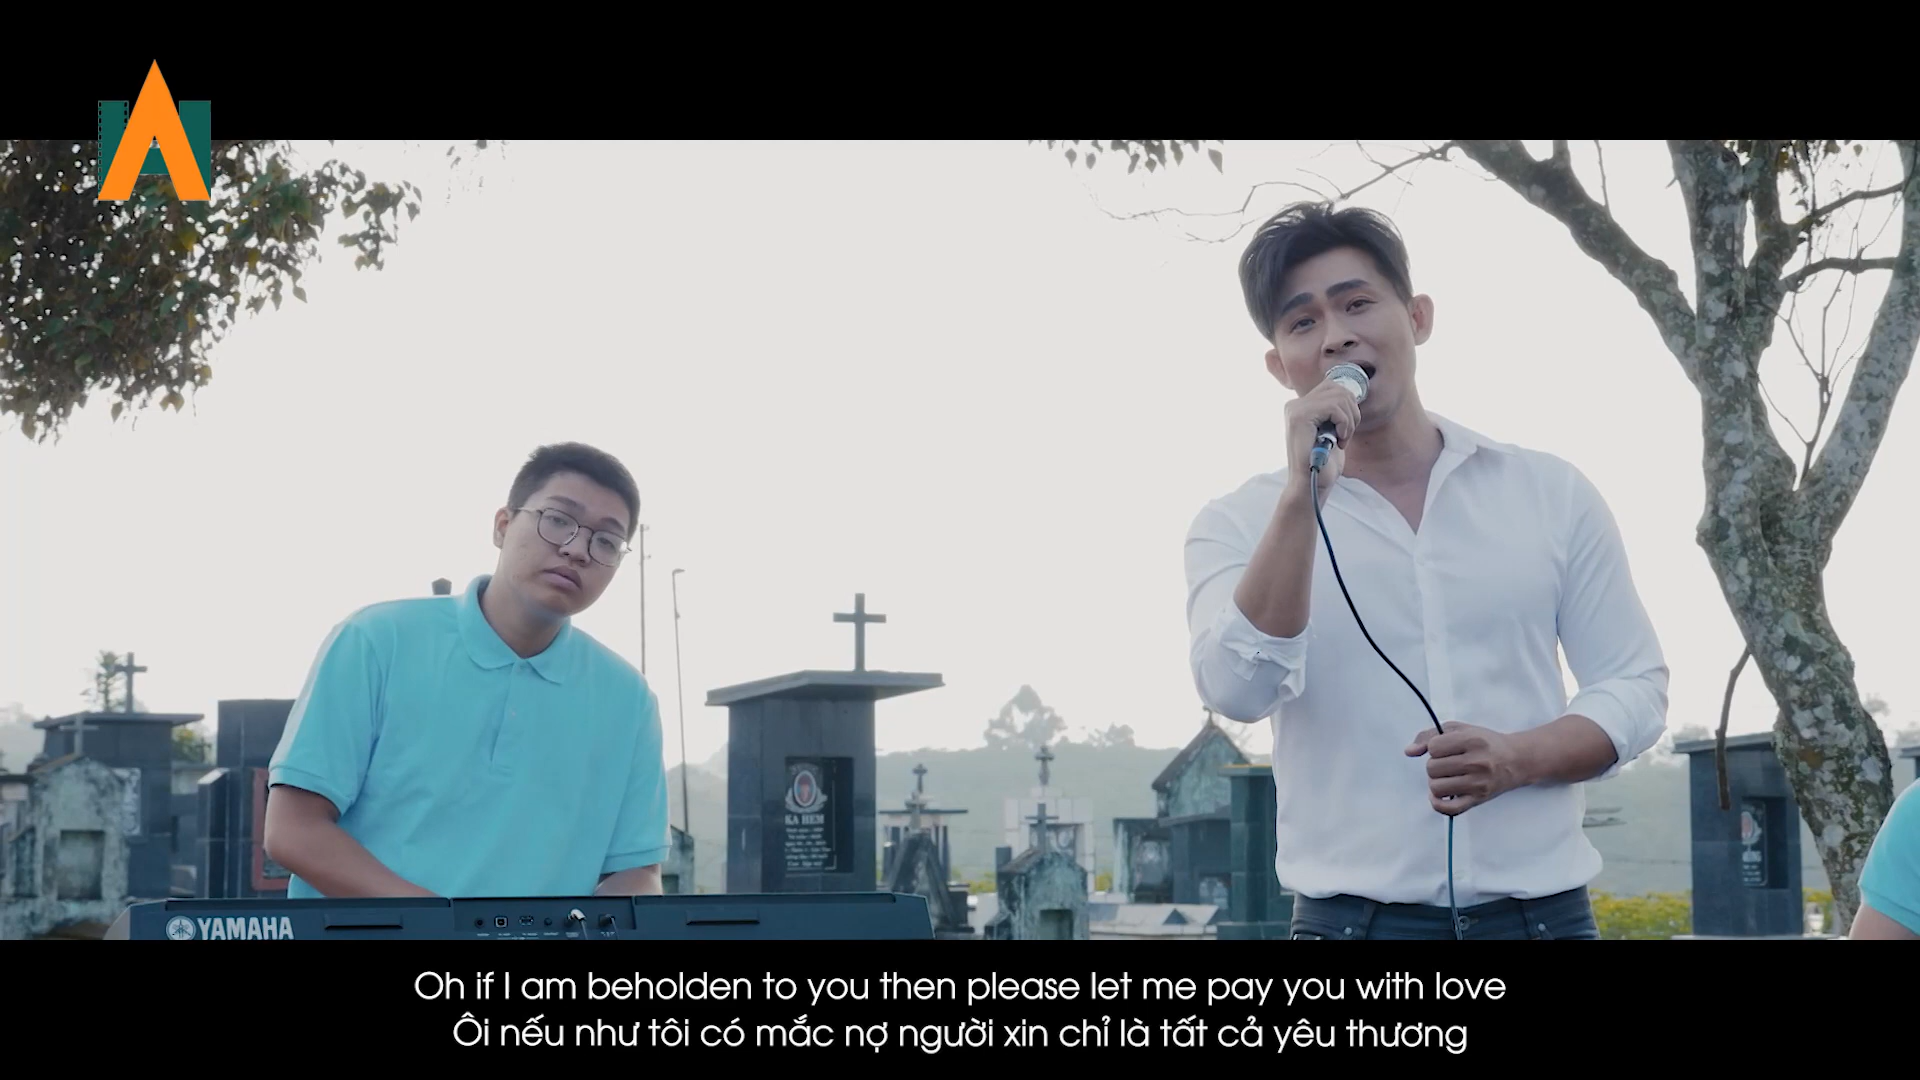 KA HEM
YAMAHA
Oh if I am beholden to you then please let me pay you with love
Ôi nếu như tôi có mắc nợ người xin chỉ là tất cả yêu thương